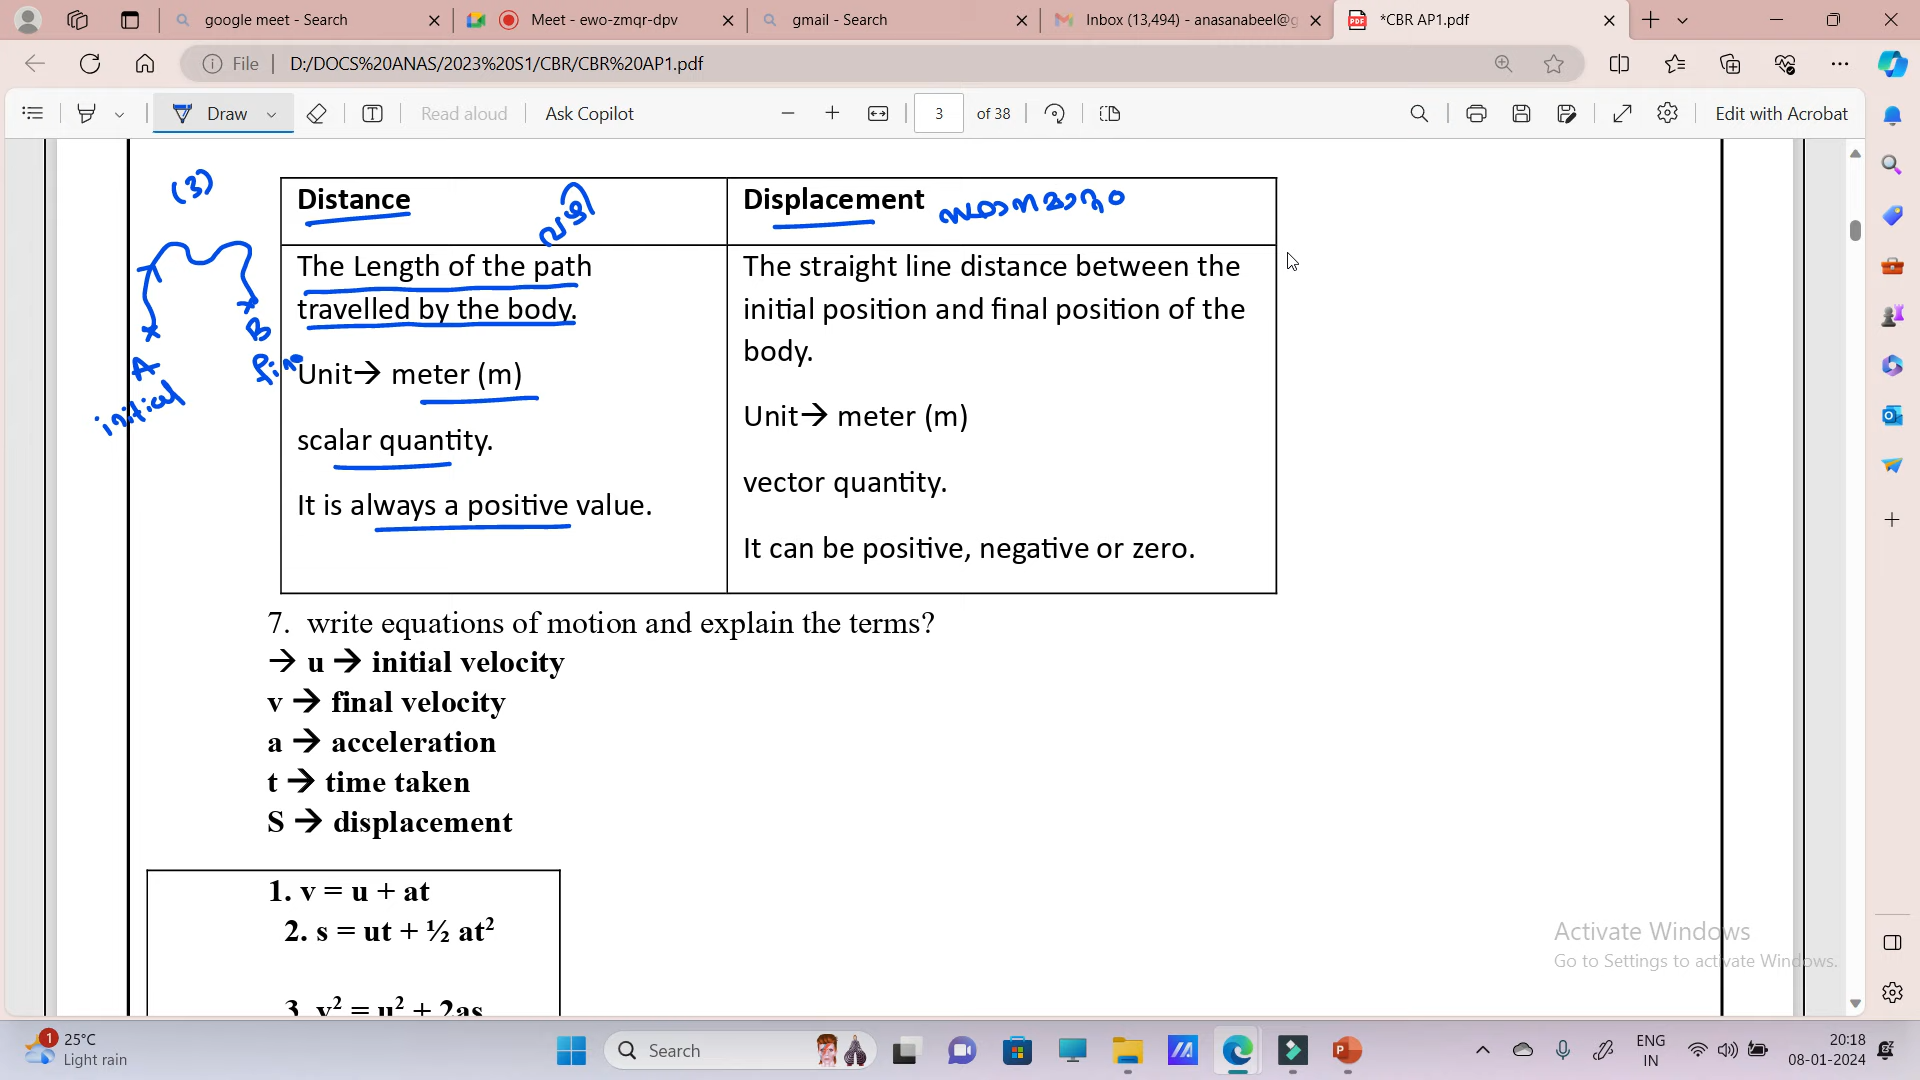 google meet - Search
Meet - ewo-zmqr-dpv
gmail - Search
Inbox (13,494) - anasanabeel@g
*CBR AP1.pdf
File
D:/DOCS%20ANAS/2023%20S1/CBR/CBR%20AP1.pdf
Draw
Read aloud
Ask Copilot
3
of 38
Edit with Acrobat
(3)
Distance
Displacement
The Length of the path
travelled by the body.
Unit→ meter (m)
scalar quantity.
It is always a positive value.
The straight line distance between the
initial position and final position of the
body.
Unit→ meter (m)
vector quantity.
It can be positive, negative or zero.
A
initial
B
7. write equations of motion and explain the terms?
→ u → initial velocity
v → final velocity
a → acceleration
t → time taken
S → displacement
1. v = u + at
2. s = ut + ½ at²
3. v² = u² + 2as
Activate Windows
Go to Settings to activate Windows.
1
25°C
Light rain
Search
ENG
IN
20:18
08-01-2024